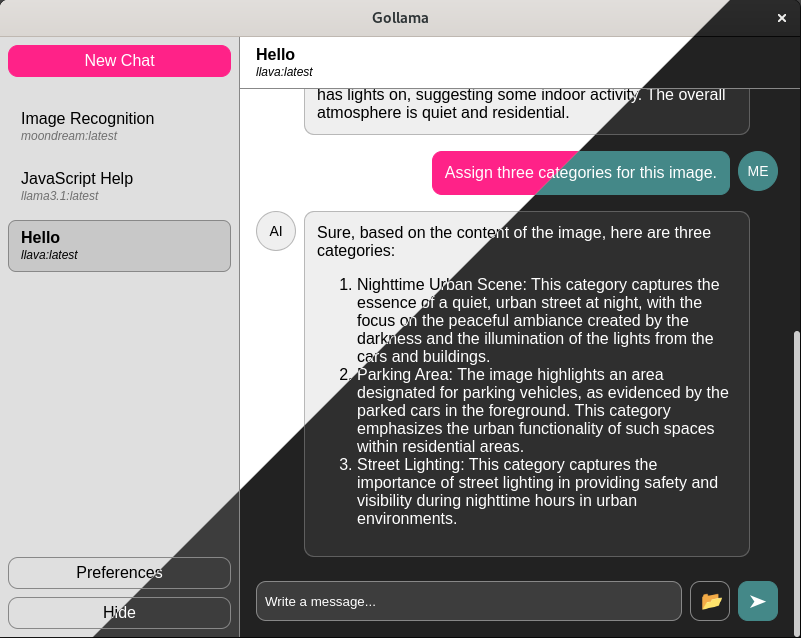 Gollama
New Chat
Image Recognition
moondream:latest
JavaScript Help
llama3.1:latest
Hello
llava:latest
Preferences
Hide
Hello
llava:latest
has lights on, suggesting some indoor activity. The overall
atmosphere is quiet and residential.
Assign three categories for this image.
ME
AI
Sure, based on the content of the image, here are three
categories:
1. Nighttime Urban Scene: This category captures the
essence of a quiet, urban street at night, with the
focus on the peaceful ambiance created by the
darkness and the illumination of the lights from the
cars and buildings.
2. Parking Area: The image highlights an area
designated for parking vehicles, as evidenced by the
parked cars in the foreground. This category
emphasizes the urban functionality of such spaces
within residential areas.
3. Street Lighting: This category captures the
importance of street lighting in providing safety and
visibility during nighttime hours in urban
environments.
Write a message...